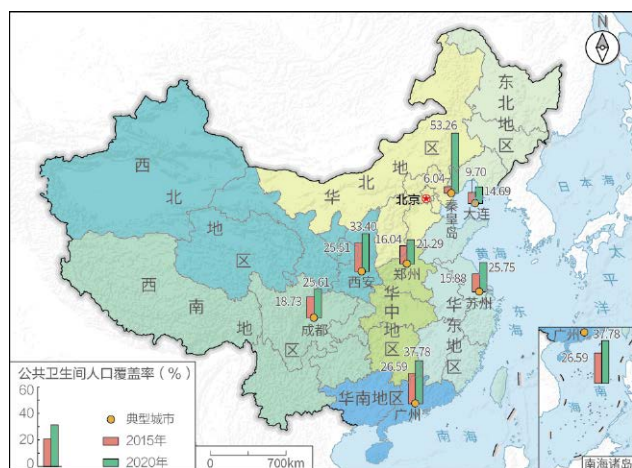 N
东北地区
华北地区
西北地区
西南地区
华中地区
华东地区
华南地区
北京
53.26
6.04
秦皇岛
9.70
14.69
大连
33.40
25.51
西安
16.04
21.29
郑州
25.61
18.73
成都
15.88
25.75
苏州
37.78
26.59
广州
日本海
黄海
东海
南海
太平洋
广州
37.78
26.59
南海
南海诸岛
公共卫生间人口覆盖率（%）
60
40
20
0
典型城市
2015年
2020年
0
700km